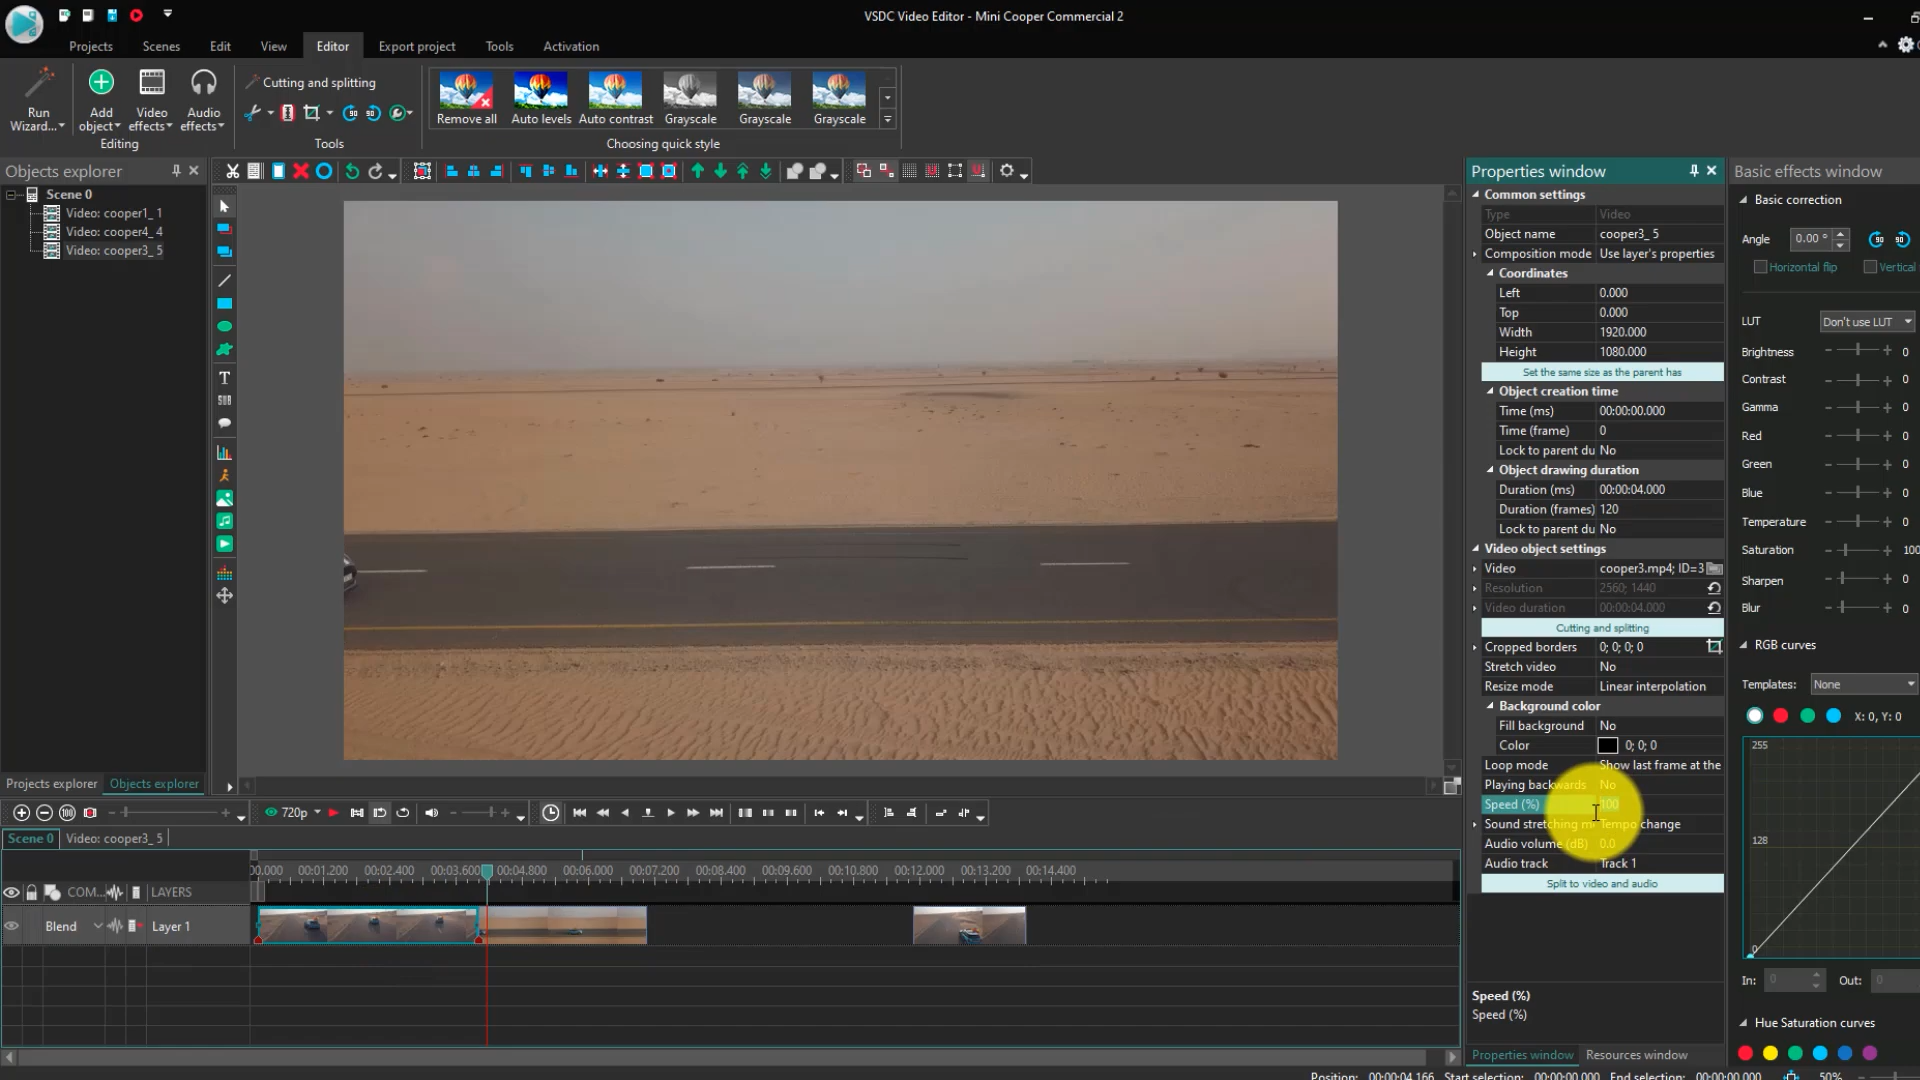 VSDC Video Editor - Mini Cooper Commercial 2
Projects
Scenes
Edit
View
Editor
Export project
Tools
Activation
Run Wizard...
Add object
Video effects
Audio effects
Editing
Cutting and splitting
Tools
Remove all
Auto levels
Auto contrast
Grayscale
Grayscale
Grayscale
Choosing quick style
Objects explorer
Scene 0
Video: cooper1_ 1
Video: cooper4_ 4
Video: cooper3_ 5
Projects explorer
Objects explorer
Properties window
Common settings
Type Video
Object name cooper3_ 5
Composition mode Use layer's properties
Coordinates
Left 0.000
Top 0.000
Width 1920.000
Height 1080.000
Set the same size as the parent has
Object creation time
Time (ms) 00:00:00.000
Time (frame) 0
Lock to parent du No
Object drawing duration
Duration (ms) 00:00:04.000
Duration (frames) 120
Lock to parent du No
Video object settings
Video cooper3.mp4; ID=3
Resolution 2560; 1440
Video duration 00:00:04.000
Cutting and splitting
Cropped borders 0; 0; 0; 0
Stretch video No
Resize mode Linear interpolation
Background color
Fill background No
Color 0; 0; 0
Loop mode Show last frame at the
Playing backwards No
Speed (%) 100
Sound stretching m Tempo change
Audio volume (dB) 0.0
Audio track Track 1
Split to video and audio
Speed (%)
Speed (%)
Properties window
Resources window
Basic effects window
Basic correction
Angle 0.00 °
Horizontal flip
Vertical
LUT Don't use LUT
Brightness 0
Contrast 0
Gamma 0
Red 0
Green 0
Blue 0
Temperature 0
Saturation 100
Sharpen 0
Blur 0
RGB curves
Templates: None
X: 0, Y: 0
255
128
0
In: 0
Out: 0
Hue Saturation curves
T
SUB
720p
Scene 0
Video: cooper3_ 5
00:01.200 00:02.400 00:03.600 00:04.800 00:06.000 00:07.200 00:08.400 00:09.600 00:10.800 00:12.000 00:13.200 00:14.400
COM...
LAYERS
Blend
Layer 1
Position: 00:00:04.166
Start selection: 00:00:00.000
End selection: 00:00:00.000
50%